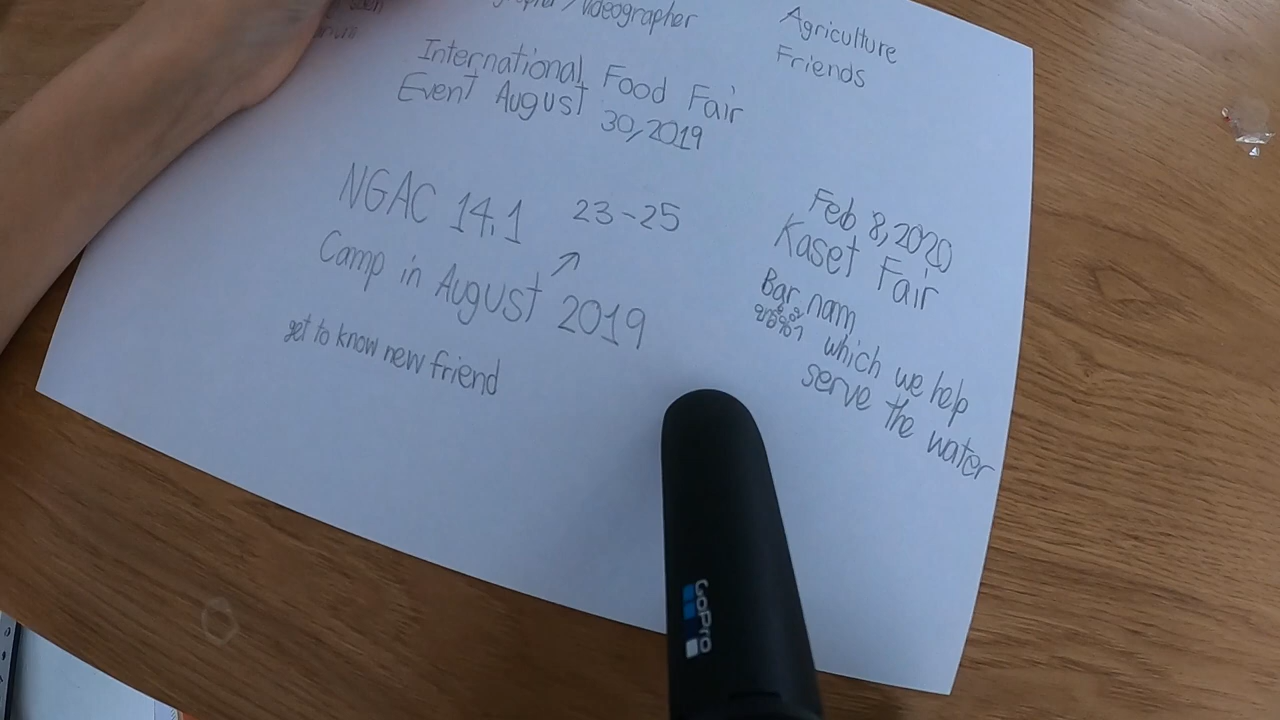 /Videographer
International Food Fair
Event August 30,2019
NGAC 14.1 23-25
Camp in August 2019
get to know new friend
Agriculture
Friends
Feb 8,2020
Kaset Fair
Bar nam
which we help
serve the water
GoPro